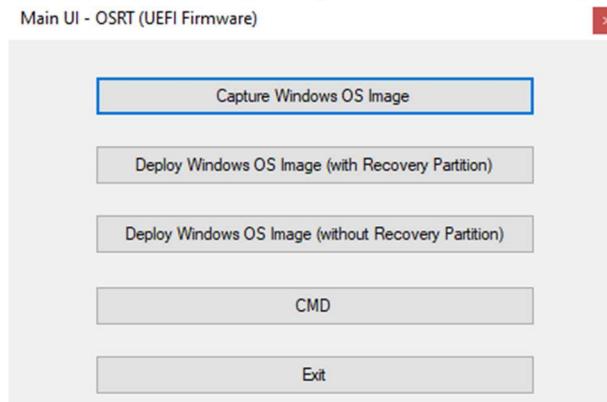 Main UI - OSRT (UEFI Firmware)
Capture Windows OS Image
Deploy Windows OS Image (with Recovery Partition)
Deploy Windows OS Image (without Recovery Partition)
CMD
Exit